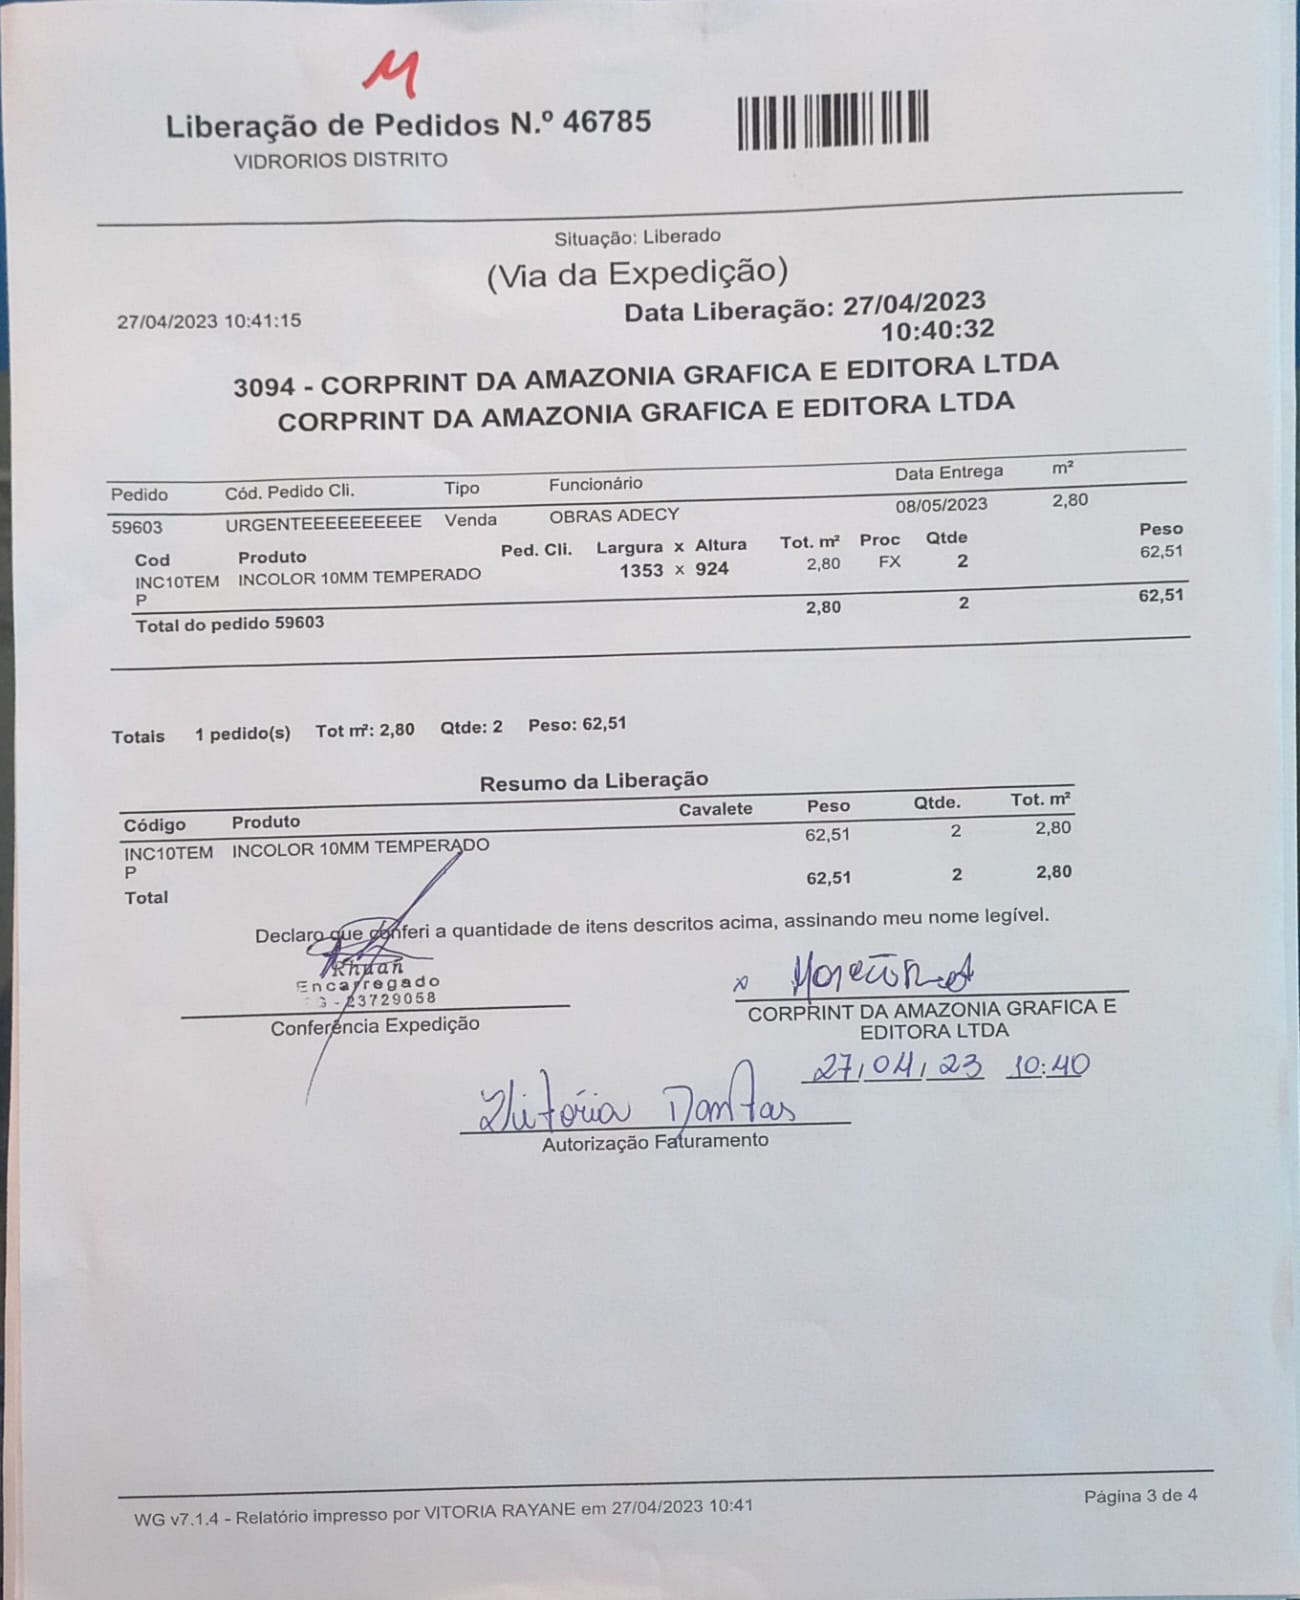 M
Liberação de Pedidos N.º 46785
VIDRORIOS DISTRITO
Situação: Liberado
(Via da Expedição)
27/04/2023 10:41:15
Data Liberação: 27/04/2023
10:40:32
3094 - CORPRINT DA AMAZONIA GRAFICA E EDITORA LTDA
CORPRINT DA AMAZONIA GRAFICA E EDITORA LTDA
Pedido Cód. Pedido Cli. Tipo Funcionário Data Entrega m²
59603 URGENTEEEEEEEEEE Venda OBRAS ADECY 08/05/2023 2,80
Cod Produto Ped. Cli. Largura x Altura Tot. m² Proc Qtde Peso
INC10TEM INCOLOR 10MM TEMPERADO 1353 x 924 2,80 FX 2 62,51
P
Total do pedido 59603 2,80 2 62,51
Totais 1 pedido(s) Tot m²: 2,80 Qtde: 2 Peso: 62,51
Resumo da Liberação
Código Produto Cavalete Peso Qtde. Tot. m²
INC10TEM INCOLOR 10MM TEMPERADO 62,51 2 2,80
P
Total 62,51 2 2,80
Declaro que conferi a quantidade de itens descritos acima, assinando meu nome legível.
Rhuan
Encarregado
- 23729058
Conferência Expedição
x
CORPRINT DA AMAZONIA GRAFICA E
EDITORA LTDA
27/04/23 10:40
Vitória Dantas
Autorização Faturamento
WG v7.1.4 - Relatório impresso por VITORIA RAYANE em 27/04/2023 10:41
Página 3 de 4